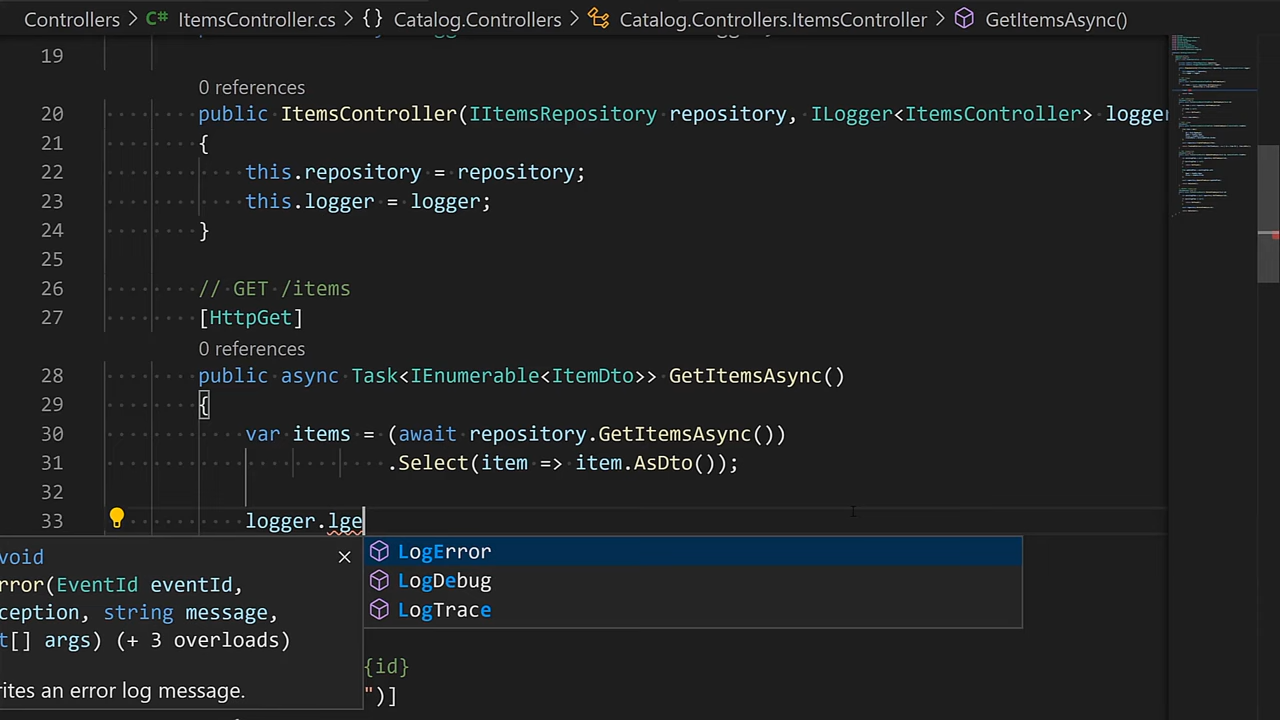 Controllers > ItemsController.cs > {} Catalog.Controllers > Catalog.Controllers.ItemsController > GetItemsAsync()
19
0 references
20 public ItemsController(IItemsRepository repository, ILogger<ItemsController> logger
21 {
22 this.repository = repository;
23 this.logger = logger;
24 }
25
26 // GET /items
27 [HttpGet]
0 references
28 public async Task<IEnumerable<ItemDto>> GetItemsAsync()
29 {
30 var items = (await repository.GetItemsAsync())
31 .Select(item => item.AsDto());
32
33 logger.lge
void
rror(EventId eventId,
ception, string message,
t[] args) (+ 3 overloads)
rites an error log message.
LogError
LogDebug
LogTrace
{id}
")]